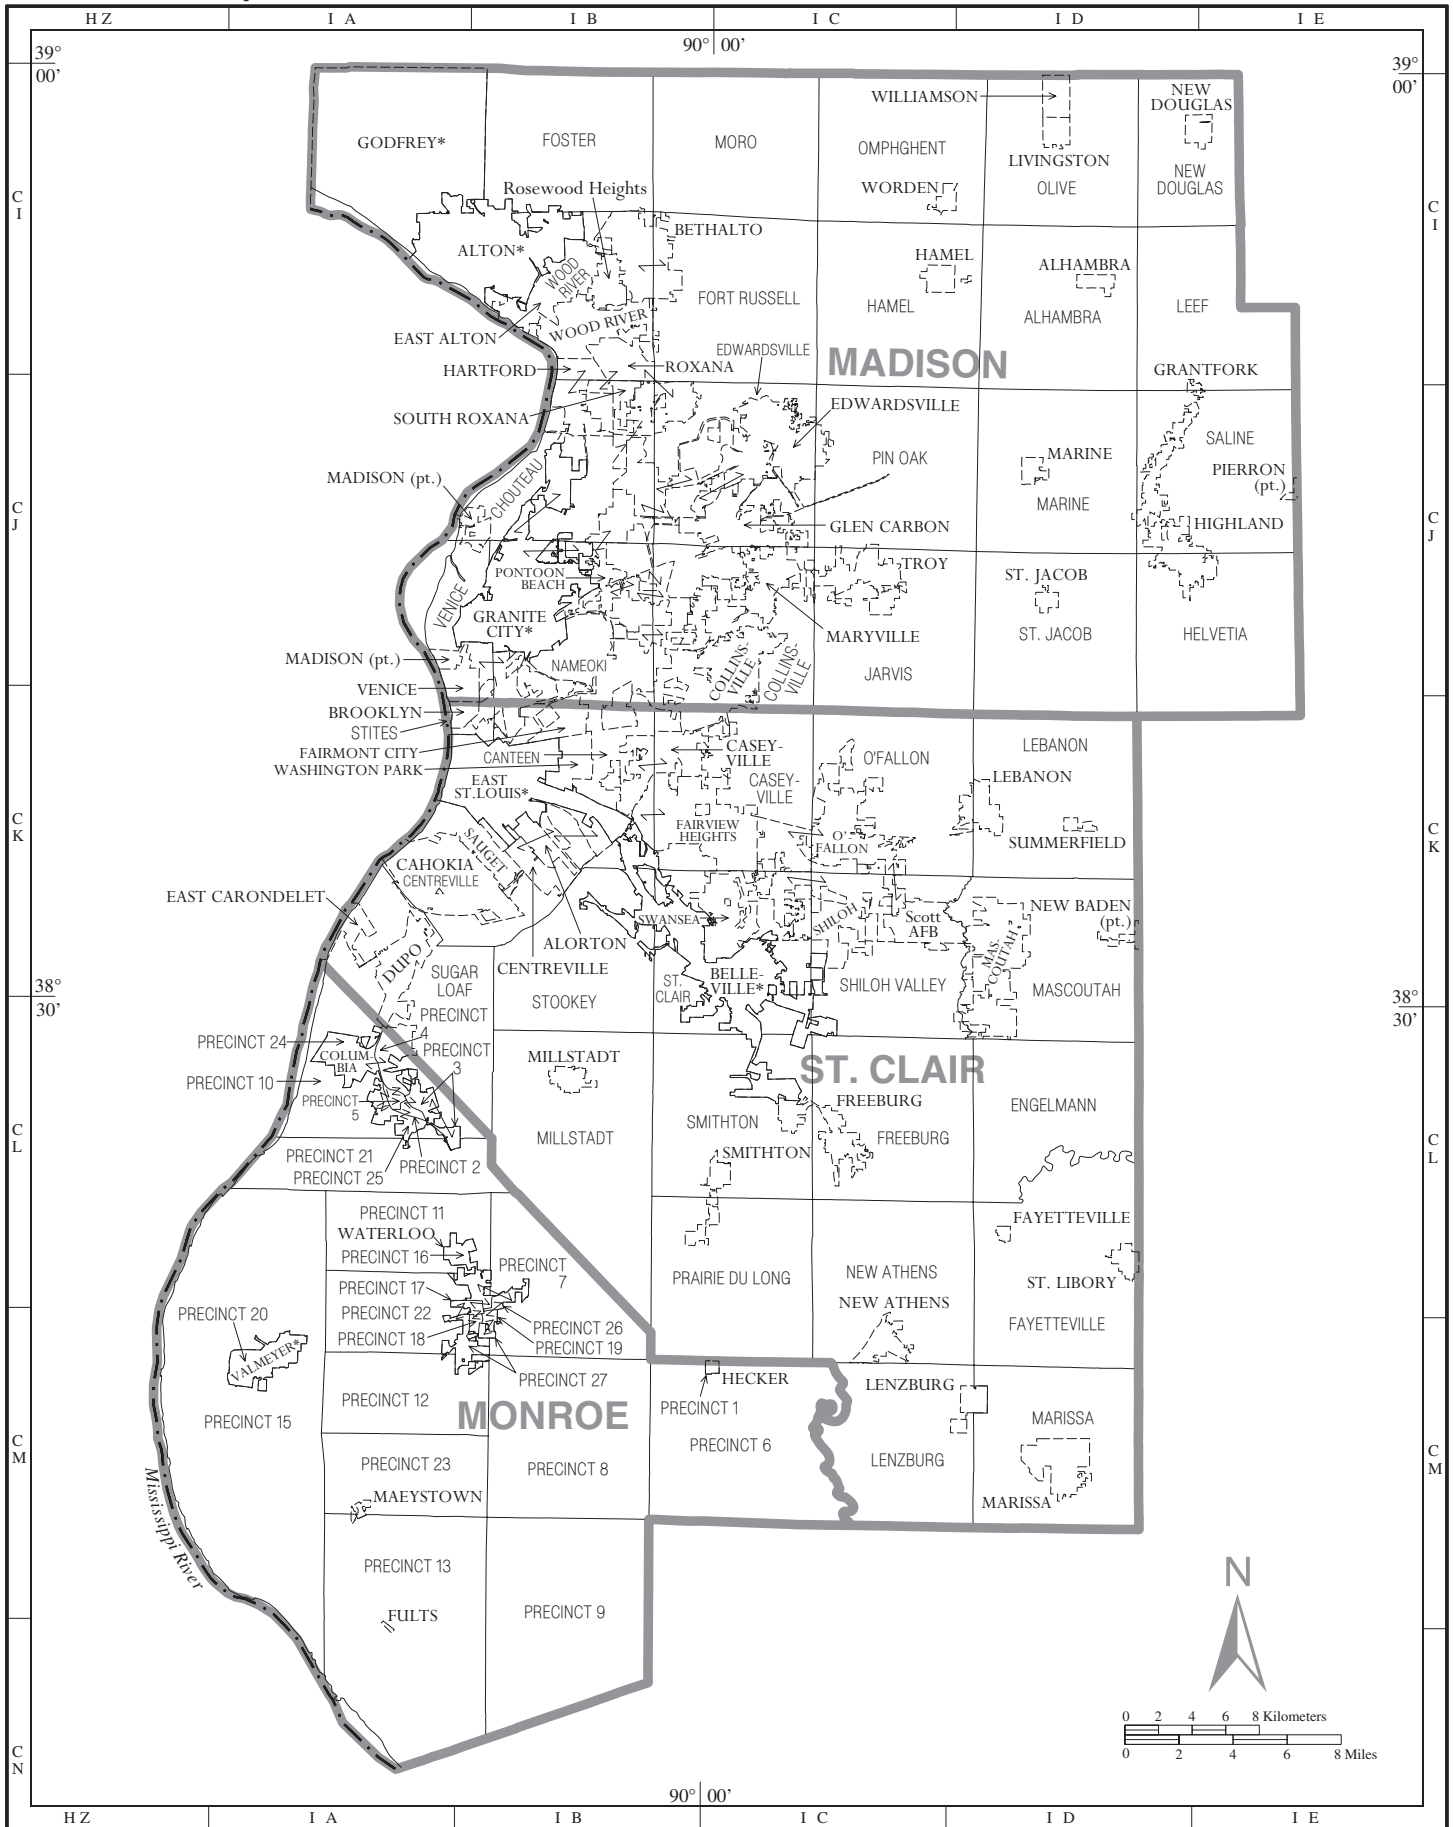 HZ
I A
I B
I C
I D
I E
39°
00'
90° 00'
39°
00'
C
I
C
I
GODFREY*
FOSTER
MORO
OMPHGHENT
WILLIAMSON
LIVINGSTON
OLIVE
NEW
DOUGLAS
NEW
DOUGLAS
WORDEN
Rosewood Heights
BETHALTO
ALTON*
WOOD
RIVER
FORT RUSSELL
HAMEL
HAMEL
ALHAMBRA
ALHAMBRA
LEEF
EAST ALTON
WOOD RIVER
EDWARDSVILLE
MADISON
HARTFORD
ROXANA
GRANTFORK
SOUTH ROXANA
EDWARDSVILLE
SALINE
PIN OAK
MARINE
MARINE
PIERRON
(pt.)
MADISON (pt.)
CHOUTEAU
C
J
C
J
GLEN CARBON
HIGHLAND
PONTOON
BEACH
TROY
ST. JACOB
VENICE
GRANITE
CITY*
MARYVILLE
ST. JACOB
HELVETIA
MADISON (pt.)
NAMEOKI
COLLINS-
VILLE
COLLINS-
VILLE
JARVIS
VENICE
BROOKLYN
STITES
FAIRMONT CITY
WASHINGTON PARK
CANTEEN
CASEY-
VILLE
CASEY-
VILLE
O'FALLON
LEBANON
LEBANON
EAST
ST.LOUIS*
C
K
C
K
FAIRVIEW
HEIGHTS
O'
FALLON
SUMMERFIELD
SAUGET
CAHOKIA
CENTREVILLE
EAST CARONDELET
SWANSEA
SHILOH
Scott
AFB
NEW BADEN
(pt.)
ALORTON
CENTREVILLE
MAS-
COUTAH
DUPO
SUGAR
LOAF
STOOKEY
ST.
CLAIR
BELLE-
VILLE*
SHILOH VALLEY
MASCOUTAH
38°
30'
38°
30'
PRECINCT
4
PRECINCT 24
COLUM-
BIA
PRECINCT
3
PRECINCT 10
PRECINCT
5
MILLSTADT
ST. CLAIR
FREEBURG
ENGELMANN
SMITHTON
MILLSTADT
FREEBURG
C
L
C
L
PRECINCT 21
PRECINCT 25
PRECINCT 2
SMITHTON
PRECINCT 11
WATERLOO
PRECINCT 16
PRECINCT
7
FAYETTEVILLE
PRAIRIE DU LONG
NEW ATHENS
ST. LIBORY
PRECINCT 17
PRECINCT 22
PRECINCT 18
PRECINCT 26
PRECINCT 19
NEW ATHENS
FAYETTEVILLE
PRECINCT 20
VALMEYER*
PRECINCT 27
HECKER
LENZBURG
PRECINCT 12
PRECINCT 1
MONROE
PRECINCT 15
PRECINCT 6
MARISSA
C
M
C
M
PRECINCT 23
PRECINCT 8
LENZBURG
MAEYSTOWN
MARISSA
Mississippi River
PRECINCT 13
PRECINCT 9
FULTS
N
0 2 4 6 8 Kilometers
0 2 4 6 8 Miles
C
N
90° 00'
HZ
I A
I B
I C
I D
I E